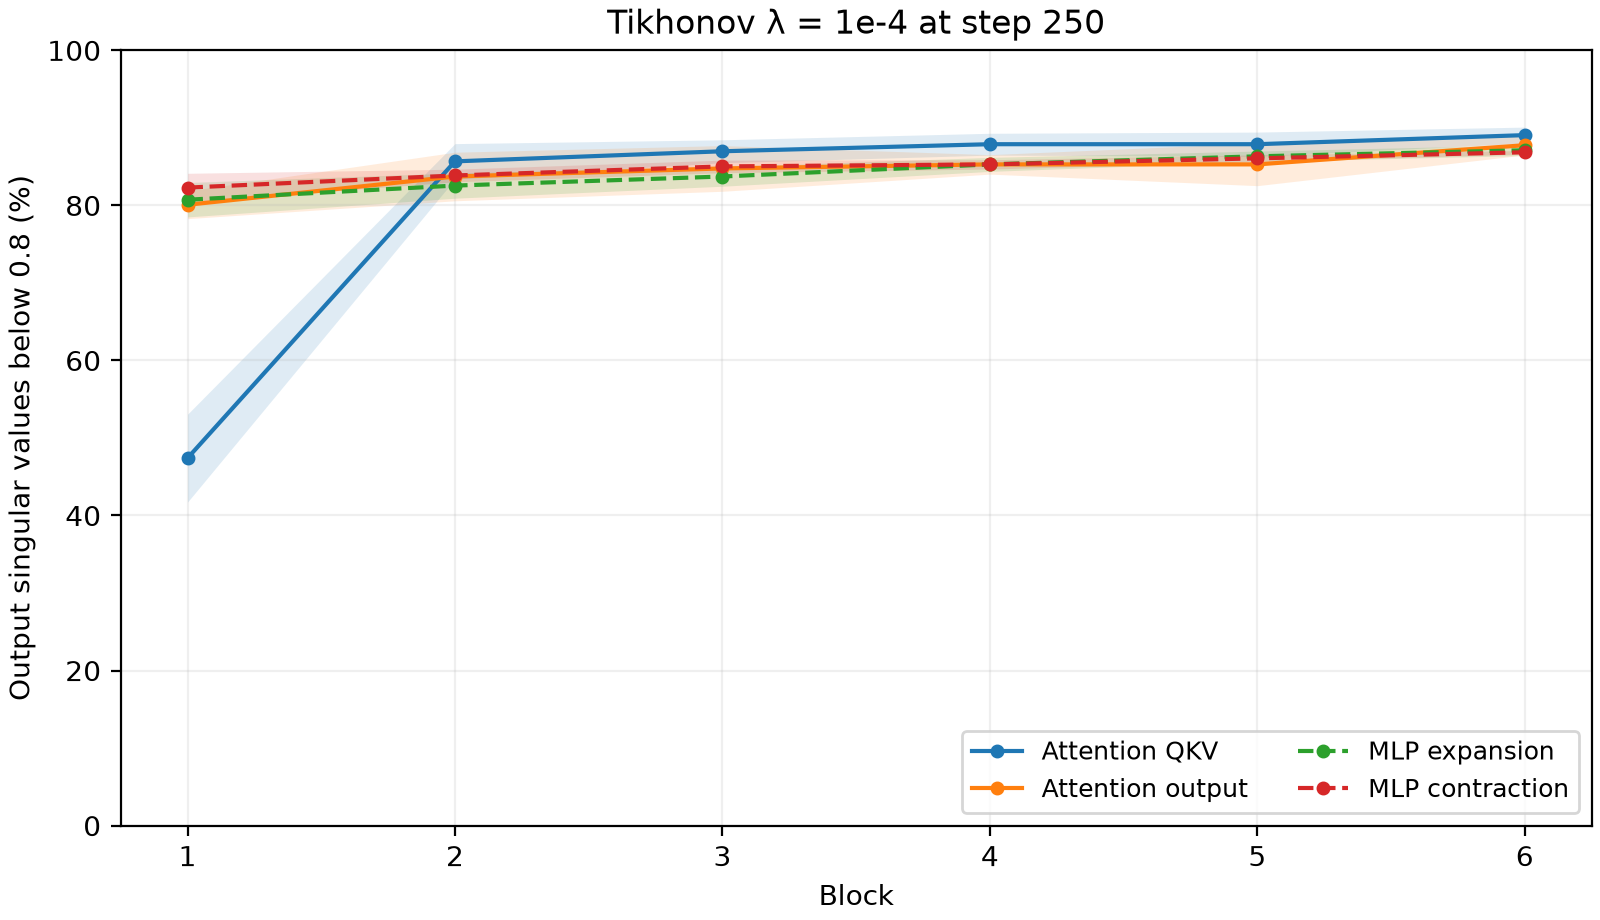 Tikhonov λ = 1e-4 at step 250
Output singular values below 0.8 (%)
100
80
60
40
20
0
1 2 3 4 5 6
Block
Attention QKV
Attention output
MLP expansion
MLP contraction